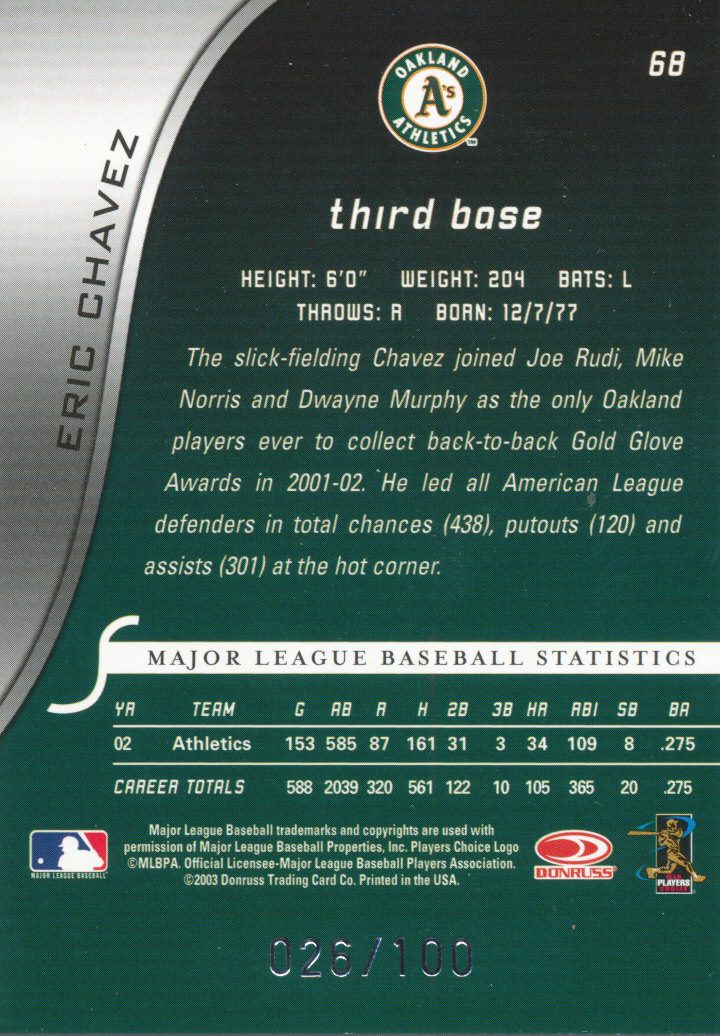 68
OAKLAND
A's
ATHLETICS
TM
ERIC CHAVEZ
third base
HEIGHT: 6'0" WEIGHT: 204 BATS: L
THROWS: R BORN: 12/7/77
The slick-fielding Chavez joined Joe Rudi, Mike
Norris and Dwayne Murphy as the only Oakland
players ever to collect back-to-back Gold Glove
Awards in 2001-02. He led all American League
defenders in total chances (438), putouts (120) and
assists (301) at the hot corner.
MAJOR LEAGUE BASEBALL STATISTICS
YR TEAM G AB R H 2B 3B HR RBI SB BA
02 Athletics 153 585 87 161 31 3 34 109 8 .275
CAREER TOTALS 588 2039 320 561 122 10 105 365 20 .275
Major League Baseball trademarks and copyrights are used with
permission of Major League Baseball Properties, Inc. Players Choice Logo
©MLBPA. Official Licensee-Major League Baseball Players Association.
©2003 Donruss Trading Card Co. Printed in the USA.
MAJOR LEAGUE BASEBALL
DONRUSS
MLB
PLAYERS
CHOICE
026/100